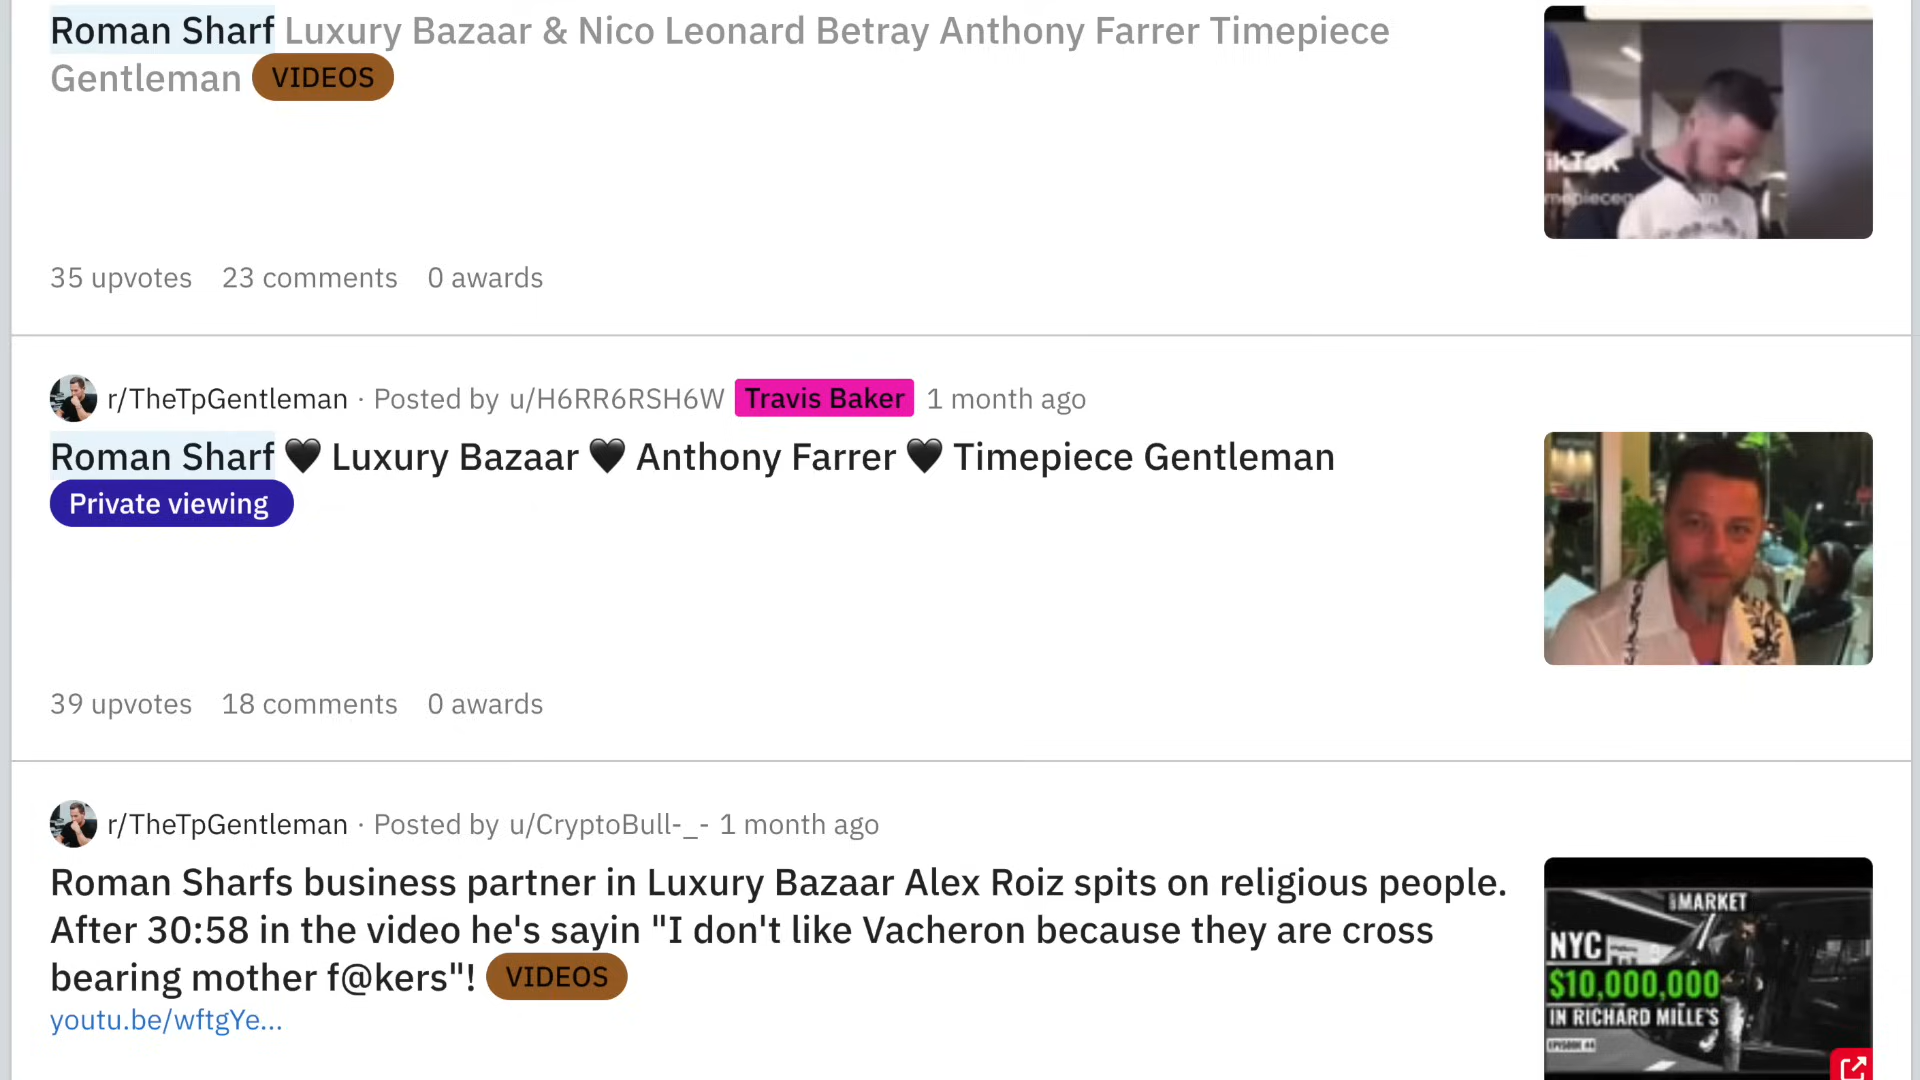 Roman Sharf Luxury Bazaar & Nico Leonard Betray Anthony Farrer Timepiece
Gentleman VIDEOS
ikTok
35 upvotes 23 comments 0 awards
r/TheTpGentleman · Posted by u/H6RR6RSH6W Travis Baker 1 month ago
Roman Sharf 🖤 Luxury Bazaar 🖤 Anthony Farrer 🖤 Timepiece Gentleman
Private viewing
39 upvotes 18 comments 0 awards
r/TheTpGentleman · Posted by u/CryptoBull-_- 1 month ago
Roman Sharfs business partner in Luxury Bazaar Alex Roiz spits on religious people.
After 30:58 in the video he's sayin "I don't like Vacheron because they are cross
bearing mother f@kers"! VIDEOS
youtu.be/wftgYe...
MARKET
NYC
$10,000,000
IN RICHARD MILLE'S